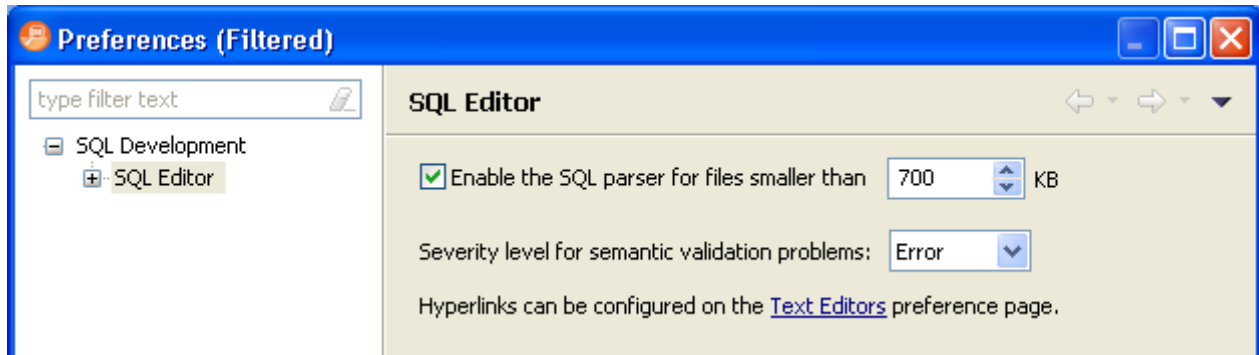 Preferences (Filtered)
type filter text
SQL Development
SQL Editor
SQL Editor
Enable the SQL parser for files smaller than 700 KB
Severity level for semantic validation problems: Error
Hyperlinks can be configured on the Text Editors preference page.